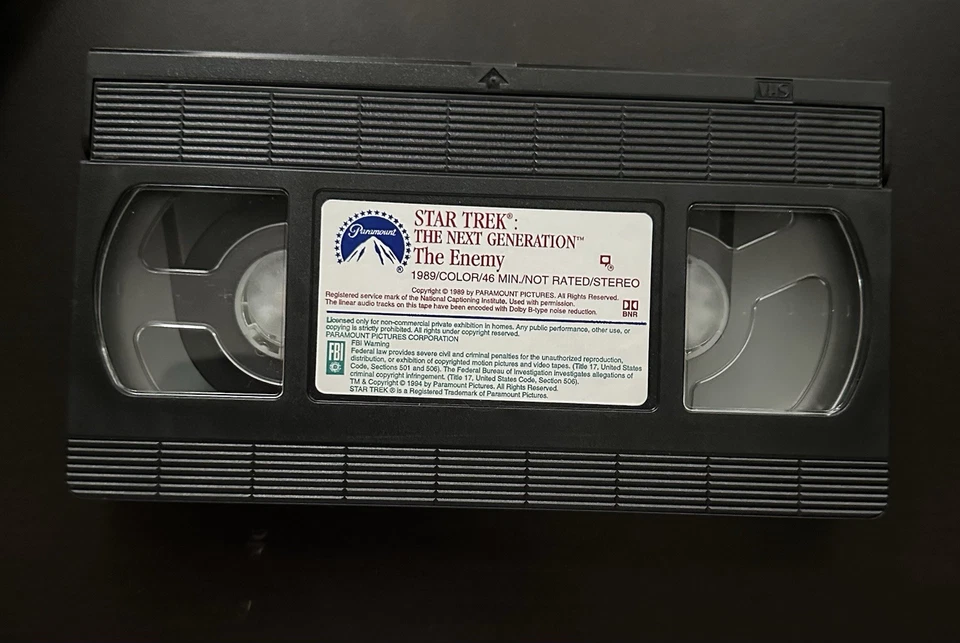 VHS
Paramount
®
STAR TREK®:
THE NEXT GENERATION™
The Enemy
1989/COLOR/46 MIN./NOT RATED/STEREO
Copyright © 1989 by PARAMOUNT PICTURES. All Rights Reserved.
Registered service mark of the National Captioning Institute. Used with permission.
The linear audio tracks on this tape have been encoded with Dolby B-type noise reduction.
BNR
Licensed only for non-commercial private exhibition in homes. Any public performance, other use, or
copying is strictly prohibited. All rights under copyright reserved.
PARAMOUNT PICTURES CORPORATION
FBI
FBI Warning
Federal law provides severe civil and criminal penalties for the unauthorized reproduction,
distribution, or exhibition of copyrighted motion pictures and video tapes. (Title 17, United States
Code, Sections 501 and 506). The Federal Bureau of Investigation investigates allegations of
criminal copyright infringement. (Title 17, United States Code, Section 506).
TM & Copyright © 1994 by Paramount Pictures. All Rights Reserved.
STAR TREK ® is a Registered Trademark of Paramount Pictures.